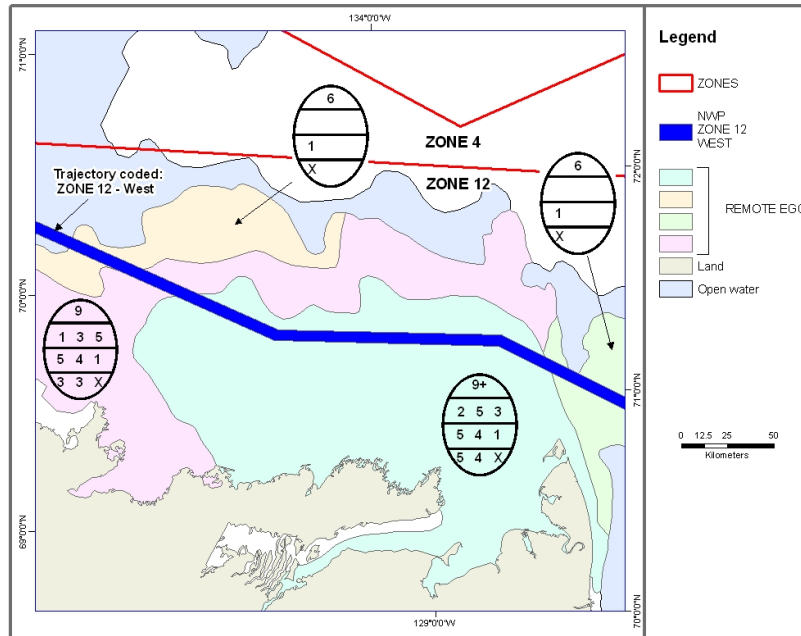 134°0'0"W
71°0'0"N
6
1
X
ZONE 4
ZONE 12
72°0'0"N
6
1
X
Trajectory coded:
ZONE 12 - West
70°0'0"N
9
1 3 5
5 4 1
3 3 X
9+
2 5 3
5 4 1
5 4 X
71°0'0"N
69°0'0"N
70°0'0"N
129°0'0"W
Legend
ZONES
NWP
ZONE 12
WEST
REMOTE EGG
Land
Open water
0 12.5 25 50
Kilometers